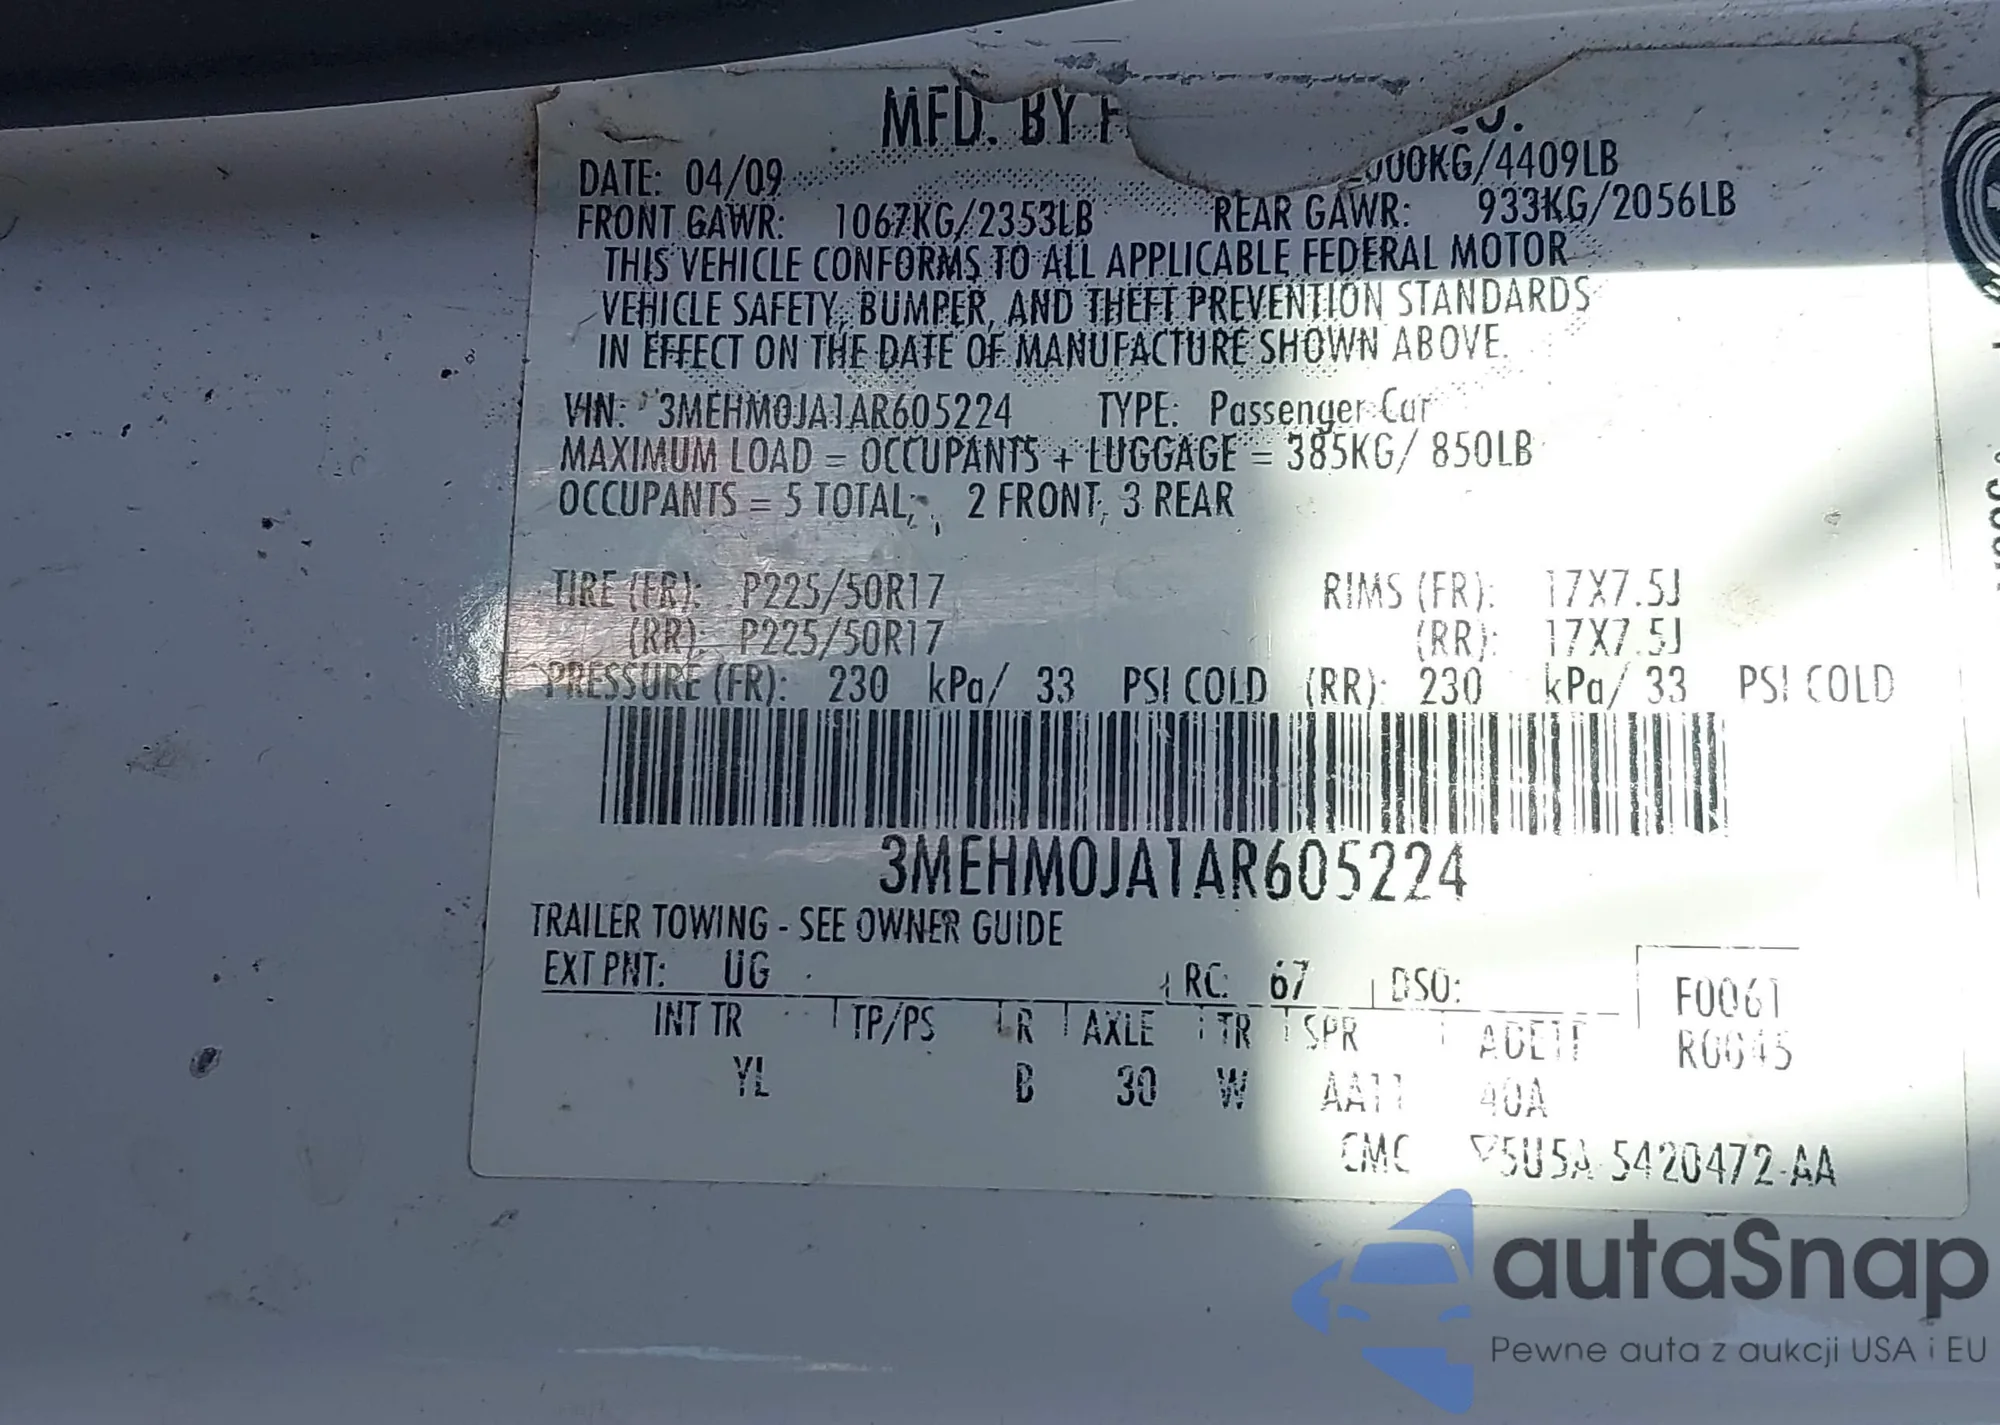 MFD. BY F
DATE: 04/09 000KG/4409LB
FRONT GAWR: 1067KG/2353LB REAR GAWR: 933KG/2056LB
THIS VEHICLE CONFORMS TO ALL APPLICABLE FEDERAL MOTOR
VEHICLE SAFETY, BUMPER, AND THEFT PREVENTION STANDARDS
IN EFFECT ON THE DATE OF MANUFACTURE SHOWN ABOVE.
VIN: 3MEHM0JA1AR605224 TYPE: Passenger Car
MAXIMUM LOAD = OCCUPANTS + LUGGAGE = 385KG/ 850LB
OCCUPANTS = 5 TOTAL; 2 FRONT, 3 REAR
TIRE (FR): P225/50R17 RIMS (FR): 17X7.5J
(RR): P225/50R17 (RR): 17X7.5J
PRESSURE (FR): 230 kPa/ 33 PSI COLD (RR): 230 kPa/ 33 PSI COLD
3MEHM0JA1AR605224
TRAILER TOWING - SEE OWNER GUIDE
EXT PNT: UG RC: 67 DSO: F0061
INT TR TP/PS R AXLE TR SPR R0045
YL B 30 W AA11 40A
CMC 5U5A 5420472-AA
autaSnap
Pewne auta z aukcji USA i EU